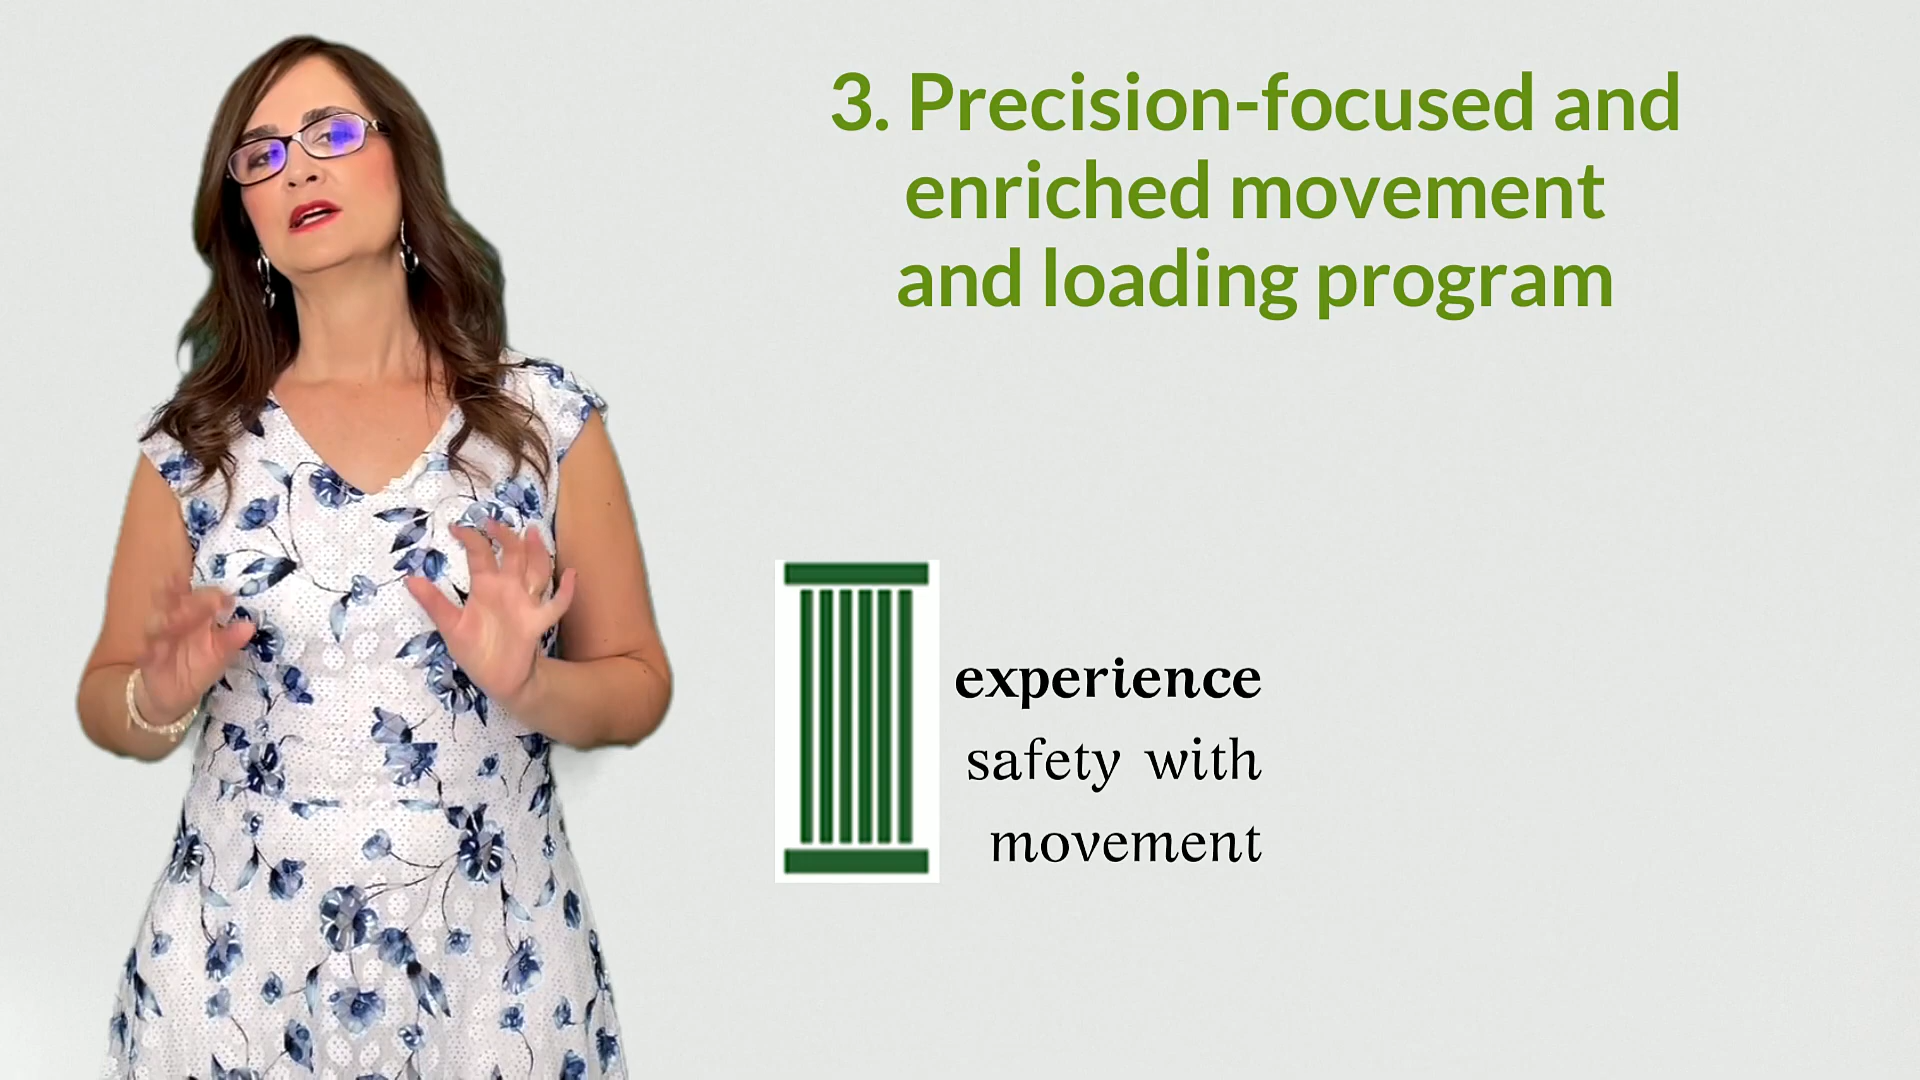 3. Precision-focused and
enriched movement
and loading program
experience
safety with
movement